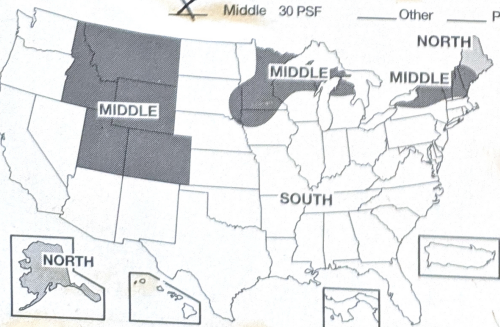 X Middle 30 PSF Other P
NORTH
MIDDLE
MIDDLE
MIDDLE
SOUTH
NORTH